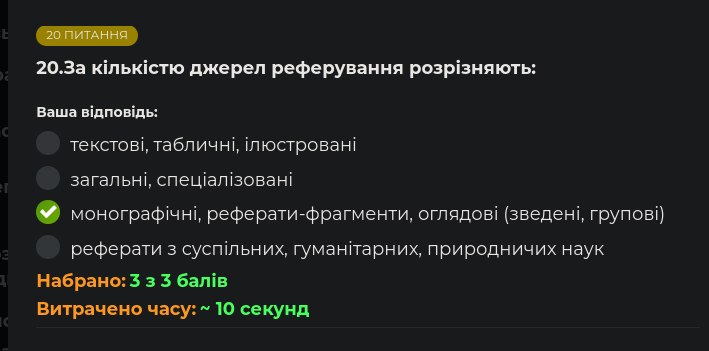 20 ПИТАННЯ
20.За кількістю джерел реферування розрізняють:
Ваша відповідь:
текстові, табличні, ілюстровані
загальні, спеціалізовані
монографічні, реферати-фрагменти, оглядові (зведені, групові)
реферати з суспільних, гуманітарних, природничих наук
Набрано: 3 з 3 балів
Витрачено часу: ~ 10 секунд